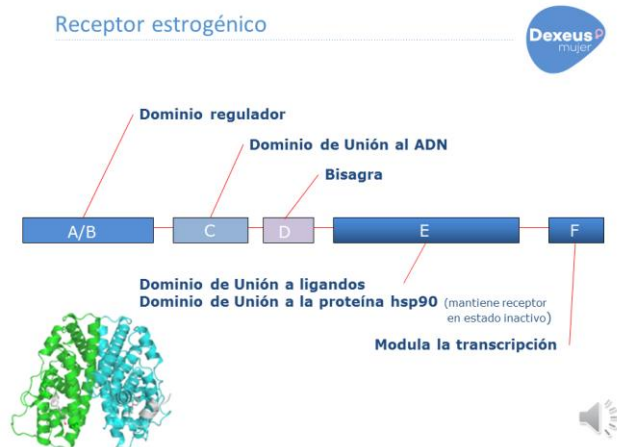 Receptor estrogénico
Dexeus
mujer
Dominio regulador
Dominio de Unión al ADN
Bisagra
A/B
C
D
E
F
Dominio de Unión a ligandos
Dominio de Unión a la proteína hsp90 (mantiene receptor
en estado inactivo)
Modula la transcripción